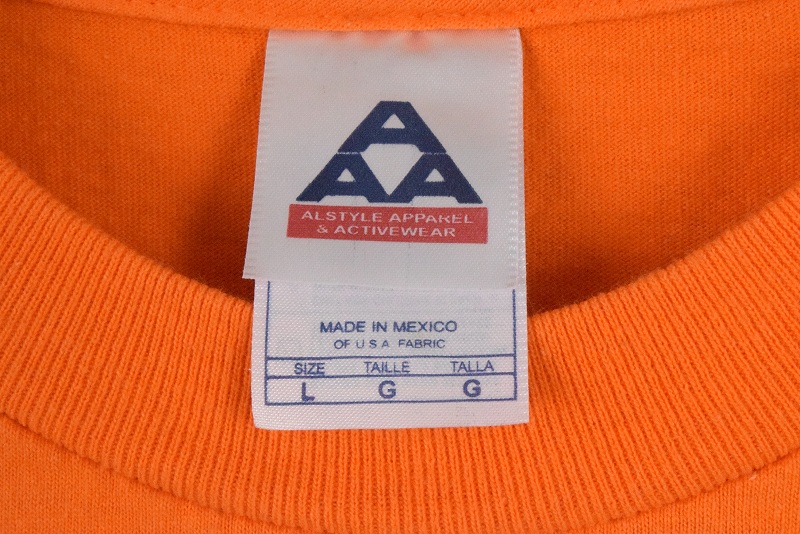 A
A A
ALSTYLE APPAREL
& ACTIVEWEAR
MADE IN MEXICO
OF U S A FABRIC
SIZE TAILLE TALLA
L G G